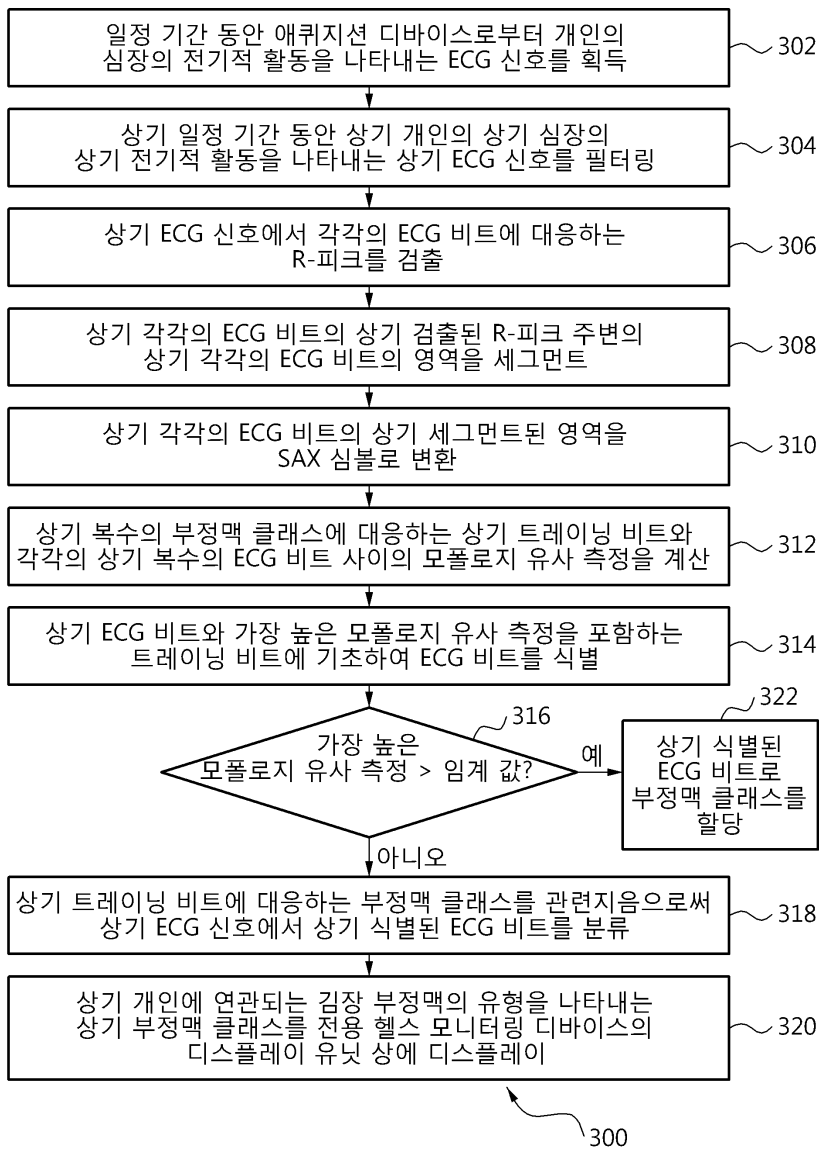 일정 기간 동안 애퀴지션 디바이스로부터 개인의
심장의 전기적 활동을 나타내는 ECG 신호를 획득
302
상기 일정 기간 동안 상기 개인의 상기 심장의
상기 전기적 활동을 나타내는 상기 ECG 신호를 필터링
304
상기 ECG 신호에서 각각의 ECG 비트에 대응하는
R-피크를 검출
306
상기 각각의 ECG 비트의 상기 검출된 R-피크 주변의
상기 각각의 ECG 비트의 영역을 세그먼트
308
상기 각각의 ECG 비트의 상기 세그먼트된 영역을
SAX 심볼로 변환
310
상기 복수의 부정맥 클래스에 대응하는 상기 트레이닝 비트와
각각의 상기 복수의 ECG 비트 사이의 모폴로지 유사 측정을 계산
312
상기 ECG 비트와 가장 높은 모폴로지 유사 측정을 포함하는
트레이닝 비트에 기초하여 ECG 비트를 식별
314
316
가장 높은
모폴로지 유사 측정 > 임계 값?
예
322
상기 식별된
ECG 비트로
부정맥 클래스를
할당
아니오
상기 트레이닝 비트에 대응하는 부정맥 클래스를 관련지음으로써
상기 ECG 신호에서 상기 식별된 ECG 비트를 분류
318
상기 개인에 연관되는 김장 부정맥의 유형을 나타내는
상기 부정맥 클래스를 전용 헬스 모니터링 디바이스의
디스플레이 유닛 상에 디스플레이
320
300